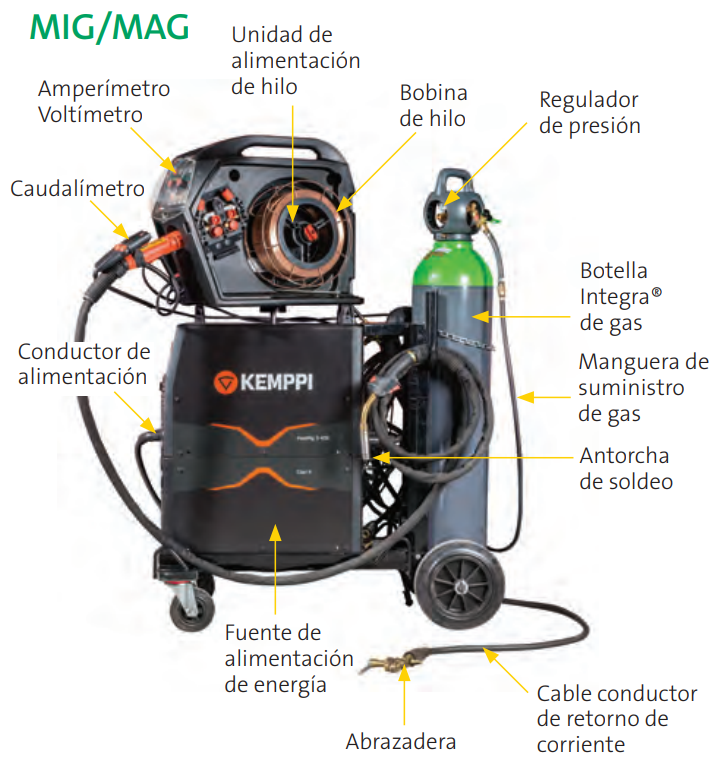 MIG/MAG
Unidad de
alimentación
de hilo
Amperímetro
Voltímetro
Bobina
de hilo
Regulador
de presión
Caudalímetro
Botella
Integra®
de gas
Conductor de
alimentación
Manguera de
suministro
de gas
KEMPPI
Antorcha
de soldeo
Fuente de
alimentación
de energía
Cable conductor
de retorno de
corriente
Abrazadera